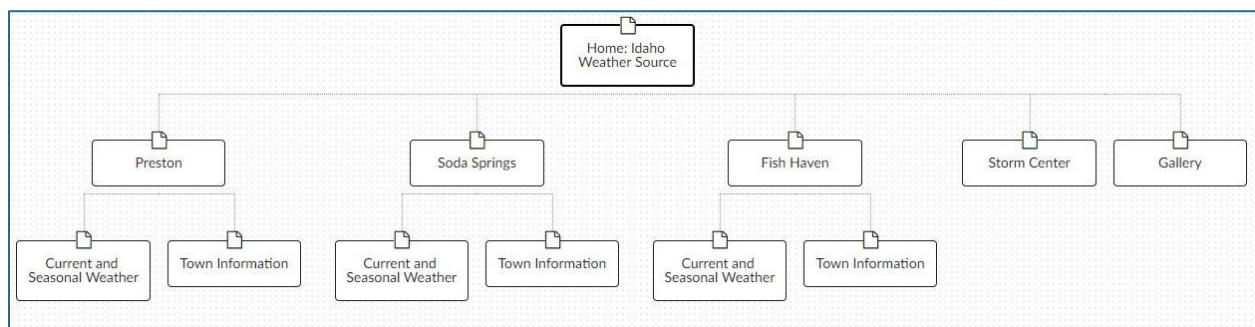 Home: Idaho
Weather Source
Preston
Soda Springs
Fish Haven
Storm Center
Gallery
Current and
Seasonal Weather
Town Information
Current and
Seasonal Weather
Town Information
Current and
Seasonal Weather
Town Information